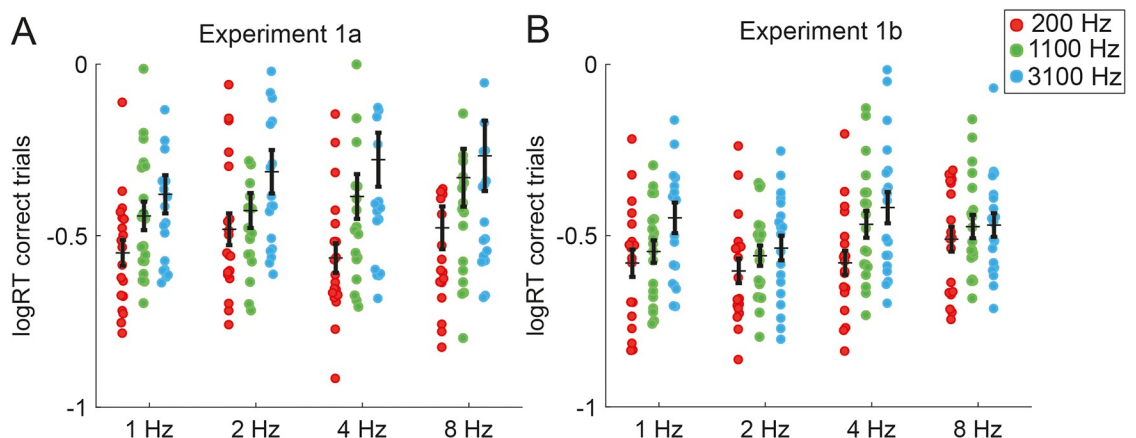 A
Experiment 1a
B
Experiment 1b
200 Hz
1100 Hz
3100 Hz
logRT correct trials
0
-0.5
-1
1 Hz 2 Hz 4 Hz 8 Hz
logRT correct trials
0
-0.5
-1
1 Hz 2 Hz 4 Hz 8 Hz